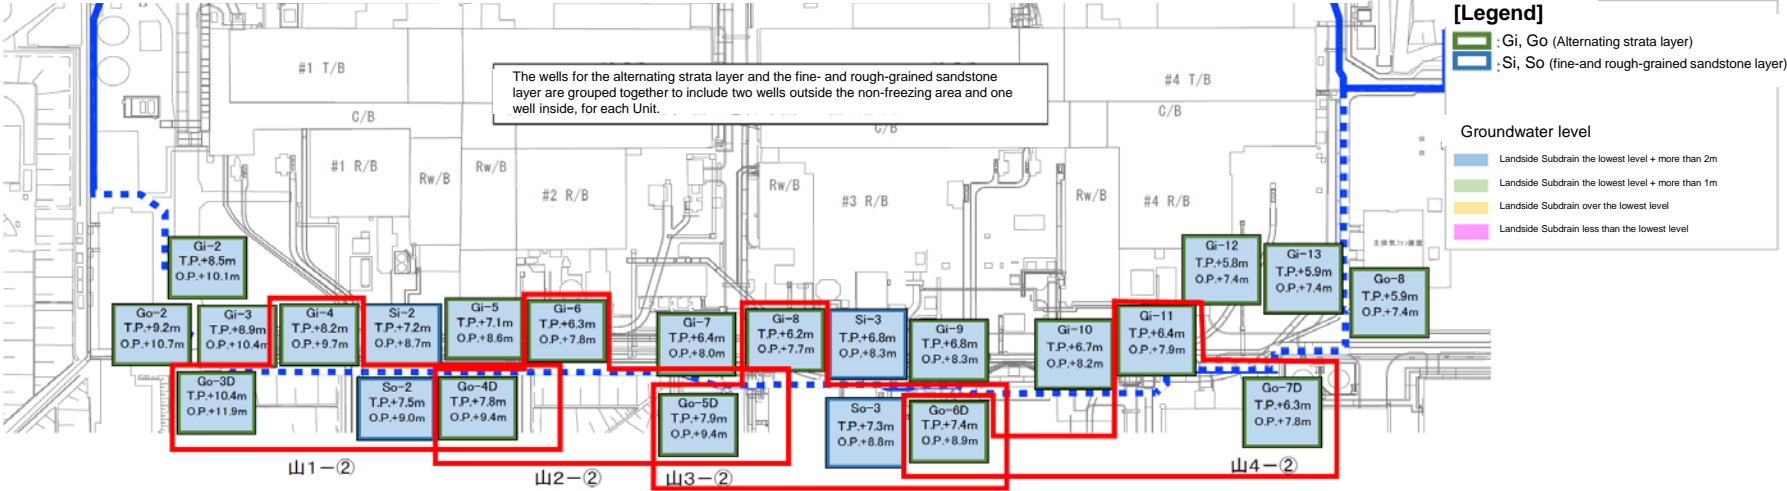 [Legend]
: Gi, Go (Alternating strata layer)
: Si, So (fine-and rough-grained sandstone layer)
Groundwater level
Landside Subdrain the lowest level + more than 2m
Landside Subdrain the lowest level + more than 1m
Landside Subdrain over the lowest level
Landside Subdrain less than the lowest level
#1 T/B
The wells for the alternating strata layer and the fine- and rough-grained sandstone
layer are grouped together to include two wells outside the non-freezing area and one
well inside, for each Unit.
#4 T/B
C/B
C/B
C/B
#1 R/B
Rw/B
Rw/B
#2 R/B
Rw/B
#3 R/B
Rw/B
#4 R/B
主排気ファン建屋
Gi-2
T.P.+8.5m
O.P.+10.1m
Gi-12
T.P.+5.8m
O.P.+7.4m
Gi-13
T.P.+5.9m
O.P.+7.4m
Go-8
T.P.+5.9m
O.P.+7.4m
Go-2
T.P.+9.2m
O.P.+10.7m
Gi-3
T.P.+8.9m
O.P.+10.4m
Gi-4
T.P.+8.2m
O.P.+9.7m
Si-2
T.P.+7.2m
O.P.+8.7m
Gi-5
T.P.+7.1m
O.P.+8.6m
Gi-6
T.P.+6.3m
O.P.+7.8m
Gi-7
T.P.+6.4m
O.P.+8.0m
Gi-8
T.P.+6.2m
O.P.+7.7m
Si-3
T.P.+6.8m
O.P.+8.3m
Gi-9
T.P.+6.8m
O.P.+8.3m
Gi-10
T.P.+6.7m
O.P.+8.2m
Gi-11
T.P.+6.4m
O.P.+7.9m
Go-3D
T.P.+10.4m
O.P.+11.9m
So-2
T.P.+7.5m
O.P.+9.0m
Go-4D
T.P.+7.8m
O.P.+9.4m
Go-5D
T.P.+7.9m
O.P.+9.4m
So-3
T.P.+7.3m
O.P.+8.8m
Go-6D
T.P.+7.4m
O.P.+8.9m
Go-7D
T.P.+6.3m
O.P.+7.8m
山1-②
山2-②
山3-②
山4-②